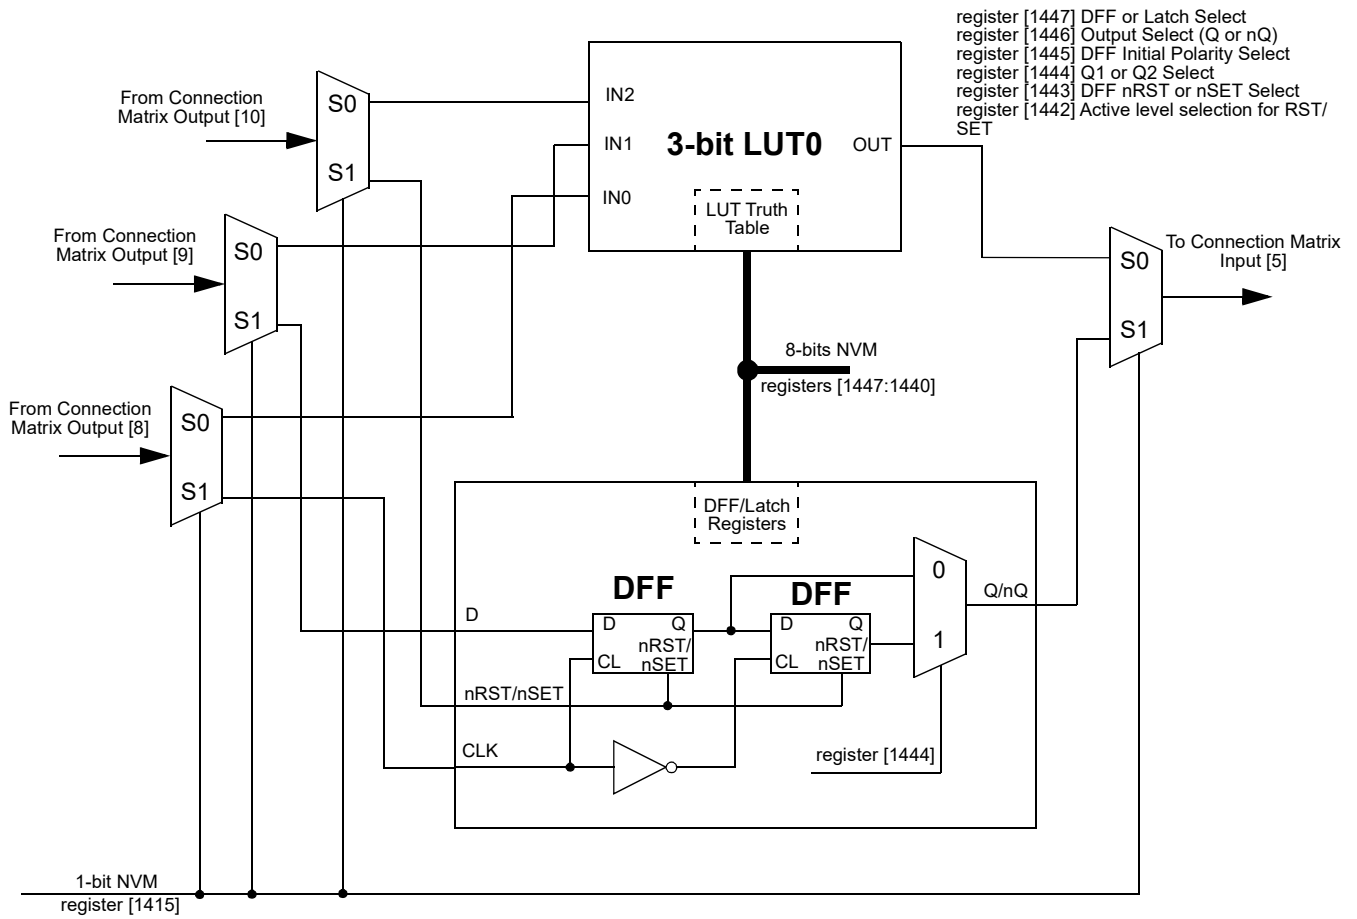 register [1447] DFF or Latch Select
register [1446] Output Select (Q or nQ)
register [1445] DFF Initial Polarity Select
register [1444] Q1 or Q2 Select
register [1443] DFF nRST or nSET Select
register [1442] Active level selection for RST/
SET
From Connection
Matrix Output [10]
S0
S1
IN2
IN1
IN0
3-bit LUT0
OUT
LUT Truth
Table
From Connection
Matrix Output [9]
S0
S1
To Connection Matrix
Input [5]
S0
S1
8-bits NVM
registers [1447:1440]
From Connection
Matrix Output [8]
S0
S1
DFF/Latch
Registers
DFF
DFF
D
D
Q
nRST/
nSET
CL
D
Q
nRST/
nSET
CL
0
1
Q/nQ
nRST/nSET
CLK
register [1444]
1-bit NVM
register [1415]